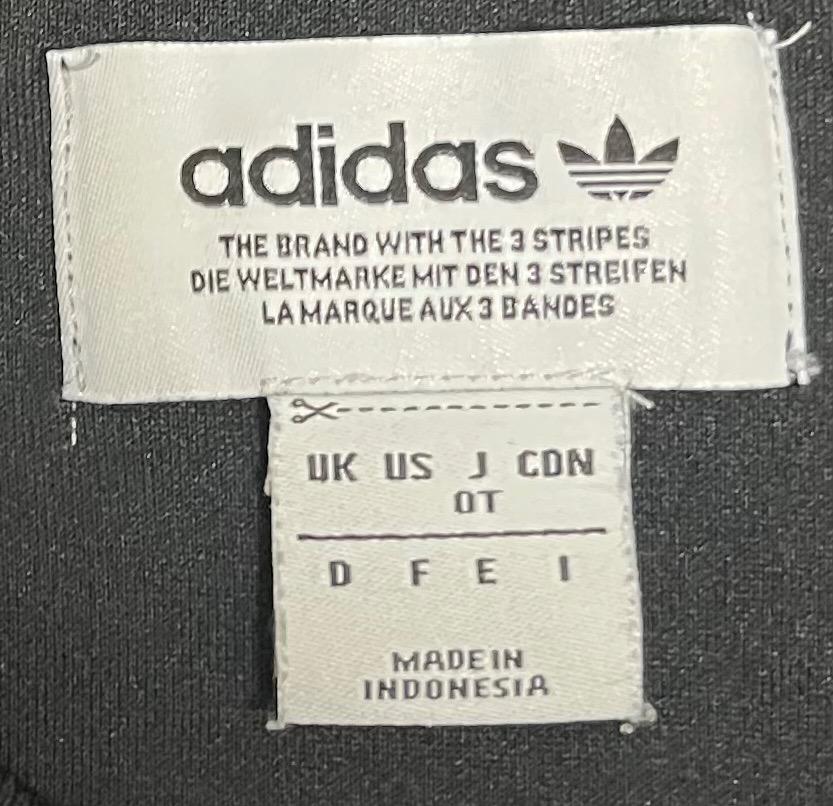 adidas
THE BRAND WITH THE 3 STRIPES
DIE WELTMARKE MIT DEN 3 STREIFEN
LA MARQUE AUX 3 BANDES
UK US J CDN
OT
D F E I
MADE IN
INDONESIA